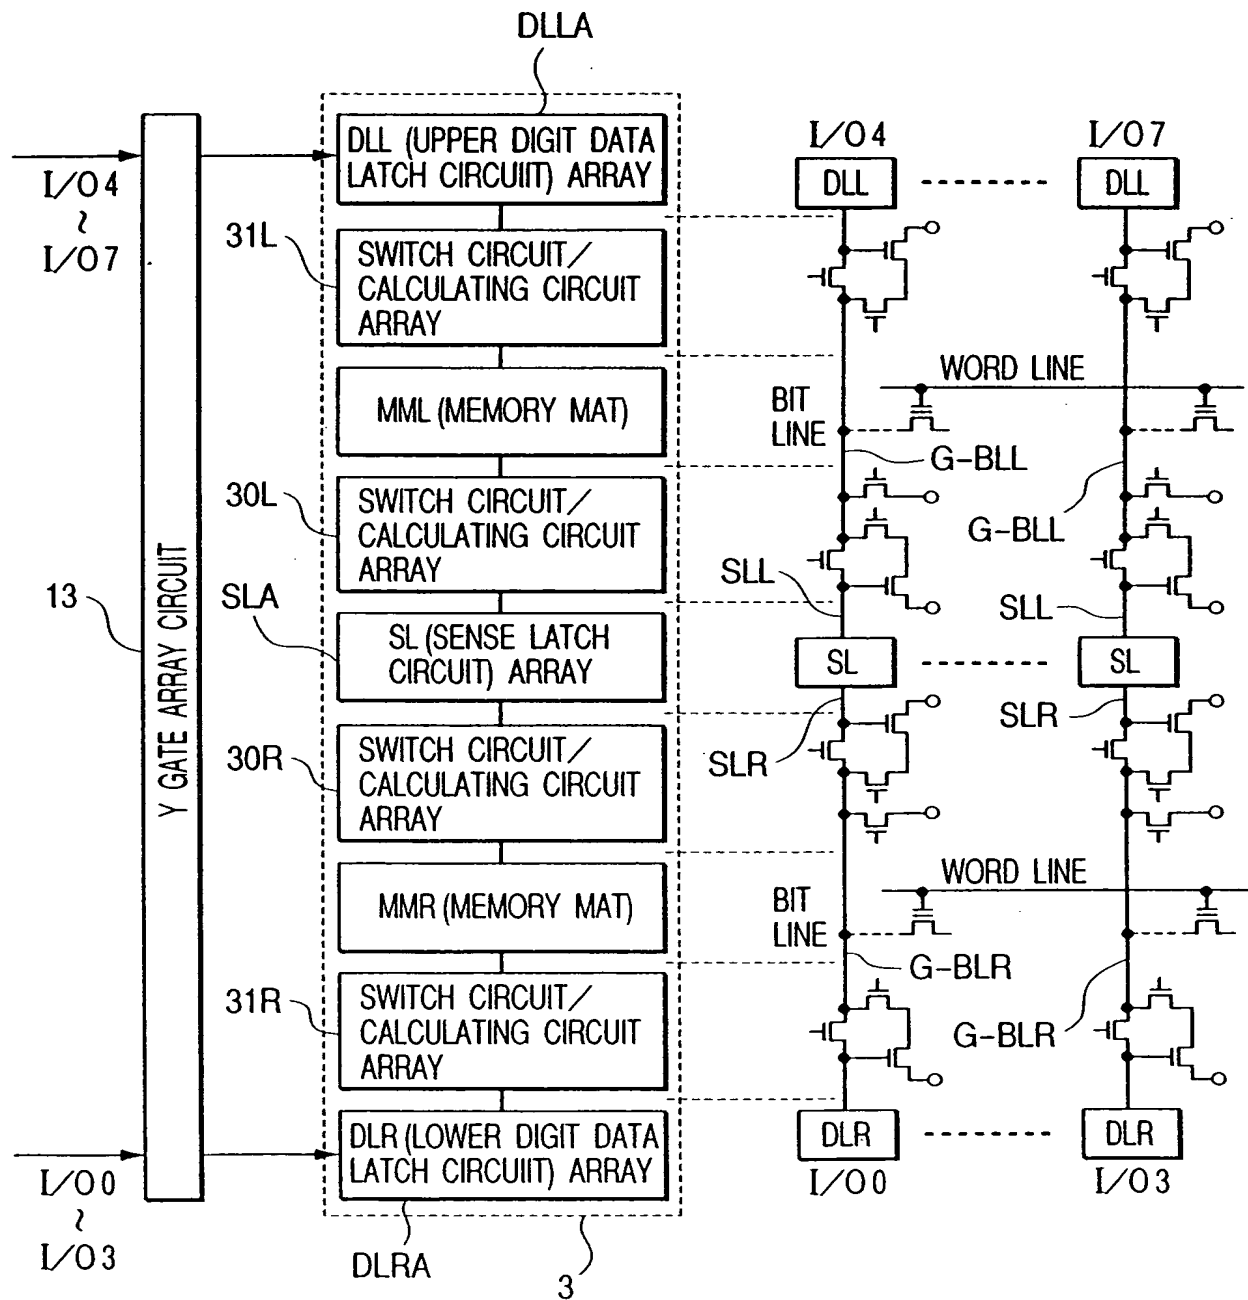 DLLA
I/O4
~
I/O7
Y GATE ARRAY CIRCUIT
13
I/O0
~
I/O3
DLL (UPPER DIGIT DATA
LATCH CIRCUIIT) ARRAY
31L
SWITCH CIRCUIT/
CALCULATING CIRCUIT
ARRAY
MML (MEMORY MAT)
30L
SWITCH CIRCUIT/
CALCULATING CIRCUIT
ARRAY
SLA
SL (SENSE LATCH
CIRCUIT) ARRAY
30R
SWITCH CIRCUIT/
CALCULATING CIRCUIT
ARRAY
MMR (MEMORY MAT)
31R
SWITCH CIRCUIT/
CALCULATING CIRCUIT
ARRAY
DLR (LOWER DIGIT DATA
LATCH CIRCUIIT) ARRAY
DLRA
3
I/O4
DLL
I/O7
DLL
WORD LINE
BIT
LINE
G-BLL
G-BLL
SLL
SLL
SL
SL
SLR
SLR
WORD LINE
BIT
LINE
G-BLR
G-BLR
DLR
I/O0
DLR
I/O3